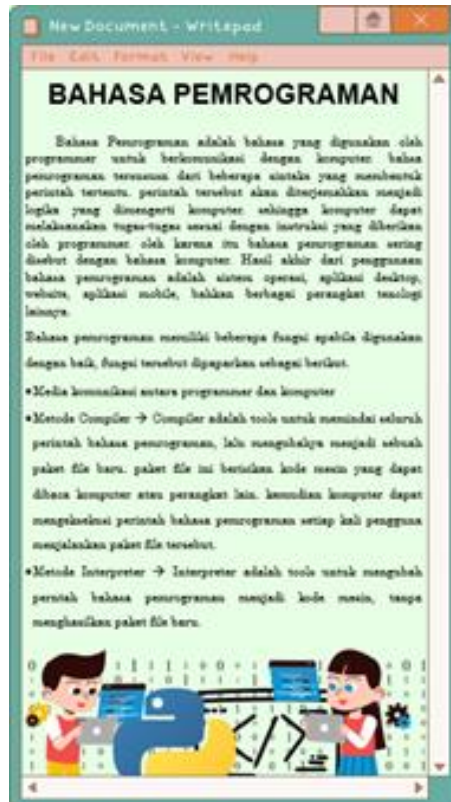 New Document - Writepad
File Edit Format View Help
BAHASA PEMROGRAMAN
Bahasa Pemrograman adalah bahasa yang digunakan oleh
programmer untuk berkomunikasi dengan komputer. bahsa
pemrograman tersusun dari beberapa sintaks yang membentuk
perintah tertentu. perintah tersebut akan diterjemahkan menjadi
logika yang dimengerti komputer. sehingga komputer dapat
melaksanakan tugas-tugas sesuai dengan instruksi yang diberikan
oleh programmer. oleh karena itu bahasa pemrograman sering
disebut dengan bahasa komputer. Hasil akhir dari penggunaan
bahasa pemrograman adalah sistem operasi, aplikasi desktop,
website, aplikasi mobile, bahkan berbagai perangkat tenologi
lainnya.
Bahasa pemrograman memiliki beberapa fungsi apabila digunakan
dengan baik, fungsi tersebut dipaparkan sebagai berikut.
•Media komunikasi antara programmer dan komputer
•Metode Compiler → Compiler adalah tools untuk memindai seluruh
perintah bahasa pemrograman, lalu mengubahya menjadi sebuah
paket file baru. paket file ini berisikan kode mesin yang dapat
dibaca komputer atau perangkat lain. kemudian komputer dapat
mengeksekusi perintah bahasa pemrograman setiap kali pengguna
menjalankan paket file tersebut.
•Metode Interpreter → Interpreter adalah tools untuk mengubah
perntah bahasa pemrograman menjadi kode mesin, tanpa
menghasilkan paket file baru.